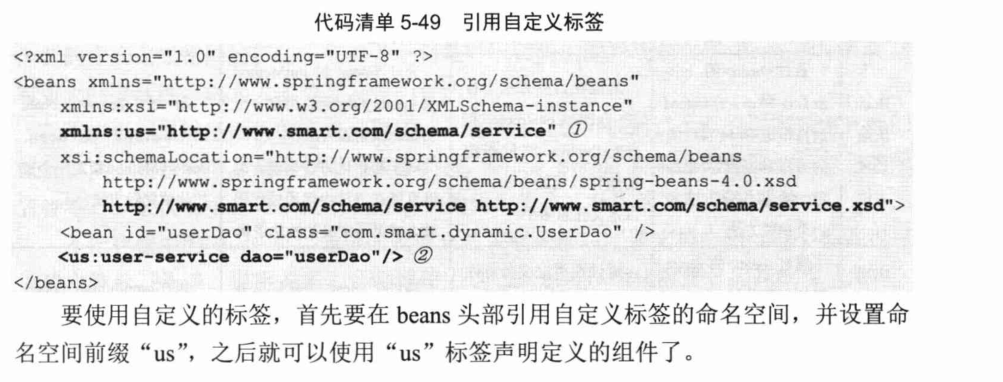 代码清单 5-49 引用自定义标签
<?xml version="1.0" encoding="UTF-8" ?>
<beans xmlns="http://www.springframework.org/schema/beans"
xmlns:xsi="http://www.w3.org/2001/XMLSchema-instance"
xmlns:us="http://www.smart.com/schema/service" ①
xsi:schemaLocation="http://www.springframework.org/schema/beans
http://www.springframework.org/schema/beans/spring-beans-4.0.xsd
http://www.smart.com/schema/service http://www.smart.com/schema/service.xsd">
<bean id="userDao" class="com.smart.dynamic.UserDao" />
<us:user-service dao="userDao"/> ②
</beans>
要使用自定义的标签，首先要在 beans 头部引用自定义标签的命名空间，并设置命
名空间前缀“us”，之后就可以使用“us”标签声明定义的组件了。